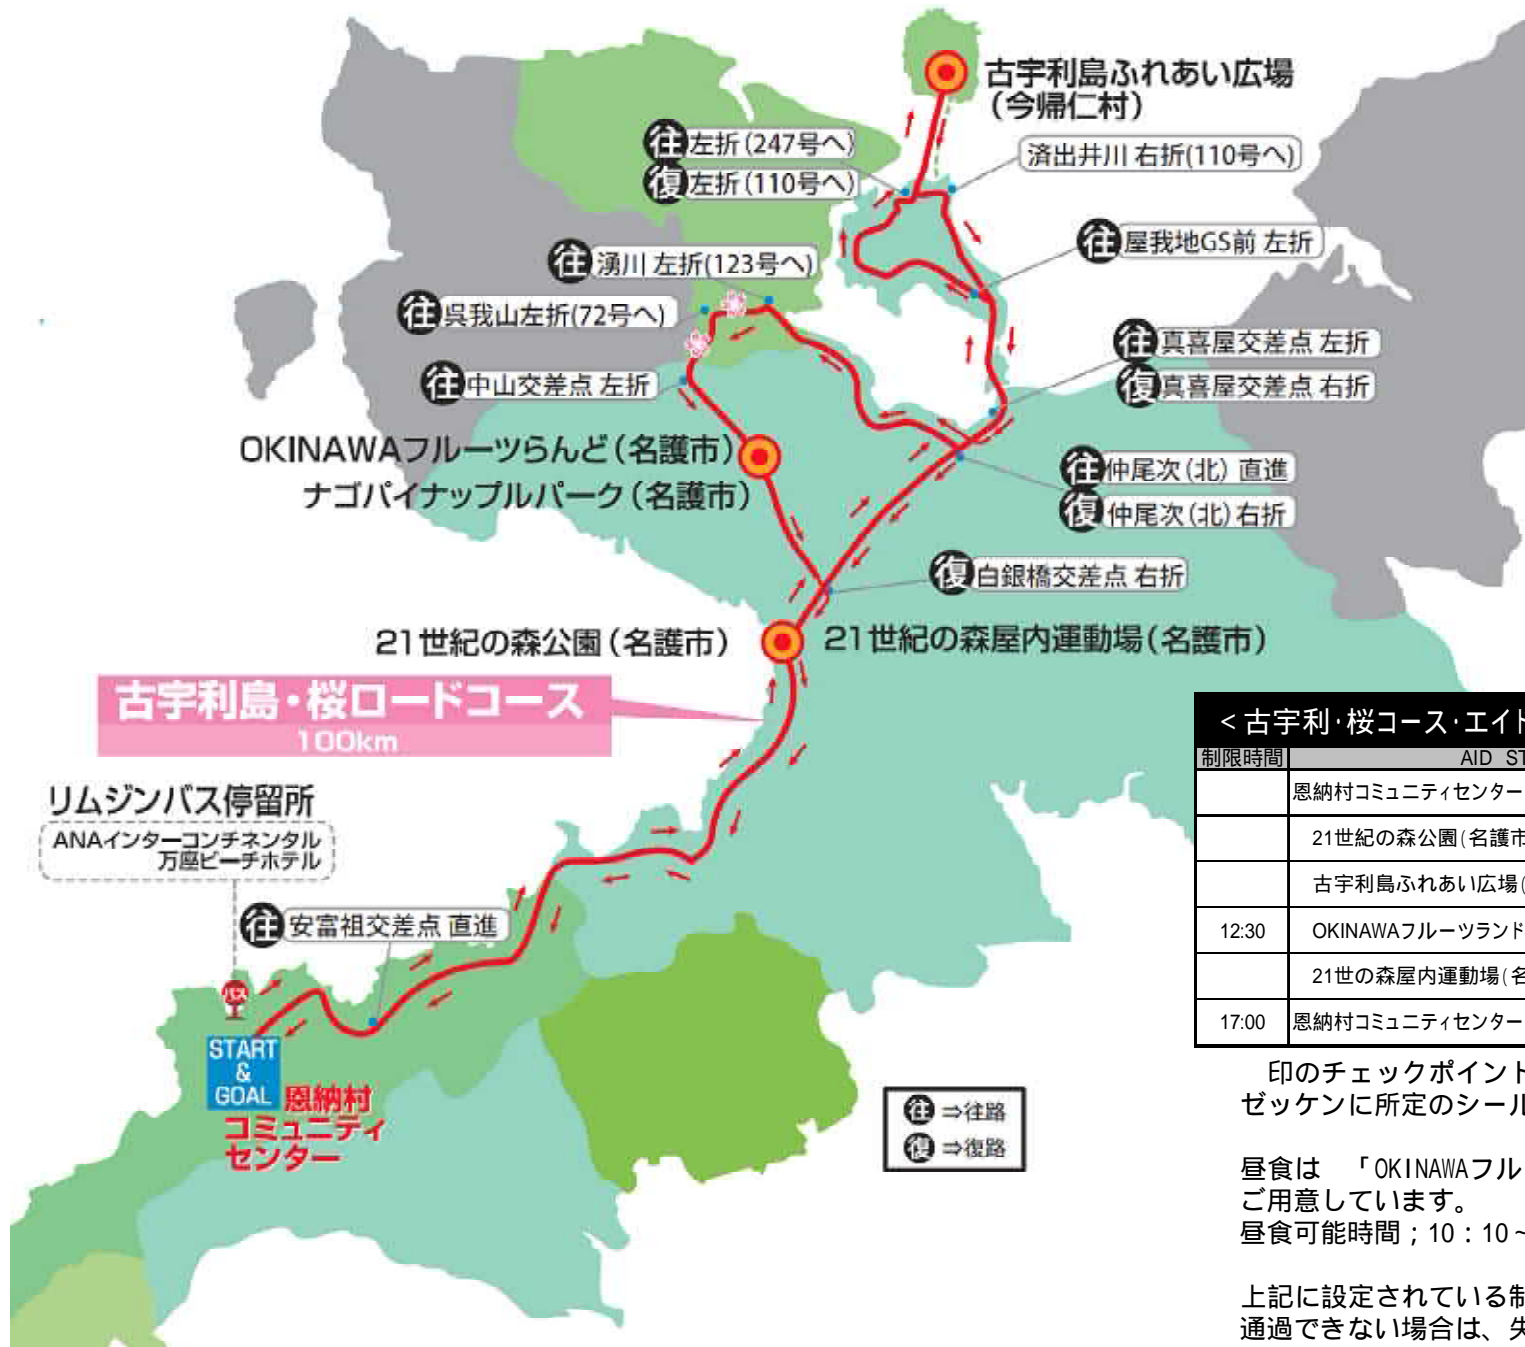 古宇利島ふれあい広場
(今帰仁村)
往 左折(247号へ)
復 左折(110号へ)
済出井川 右折(110号へ)
往 屋我地GS前 左折
往 湧川 左折(123号へ)
往 呉我山左折(72号へ)
往 中山交差点 左折
往 真喜屋交差点 左折
復 真喜屋交差点 右折
OKINAWAフルーツらんど(名護市)
ナゴパイナップルパーク(名護市)
往 仲尾次(北) 直進
復 仲尾次(北) 右折
復 白銀橋交差点 右折
21世紀の森公園(名護市)
21世紀の森屋内運動場(名護市)
古宇利島・桜ロードコース
100km
リムジンバス停留所
ANAインターコンチネンタル
万座ビーチホテル
往 安富祖交差点 直進
バス
START
&
GOAL
恩納村
コミュニティ
センター
往 ⇒往路
復 ⇒復路
<古宇利・桜コース・エイト
制限時間 AID ST
恩納村コミュニティセンター
21世紀の森公園(名護市
古宇利島ふれあい広場(
12:30 OKINAWAフルーツランド
21世の森屋内運動場(名
17:00 恩納村コミュニティセンター
印のチェックポイント
ゼッケンに所定のシール
昼食は 「OKINAWAフル
ご用意しています。
昼食可能時間;10:10~
上記に設定されている制
通過できない場合は、失